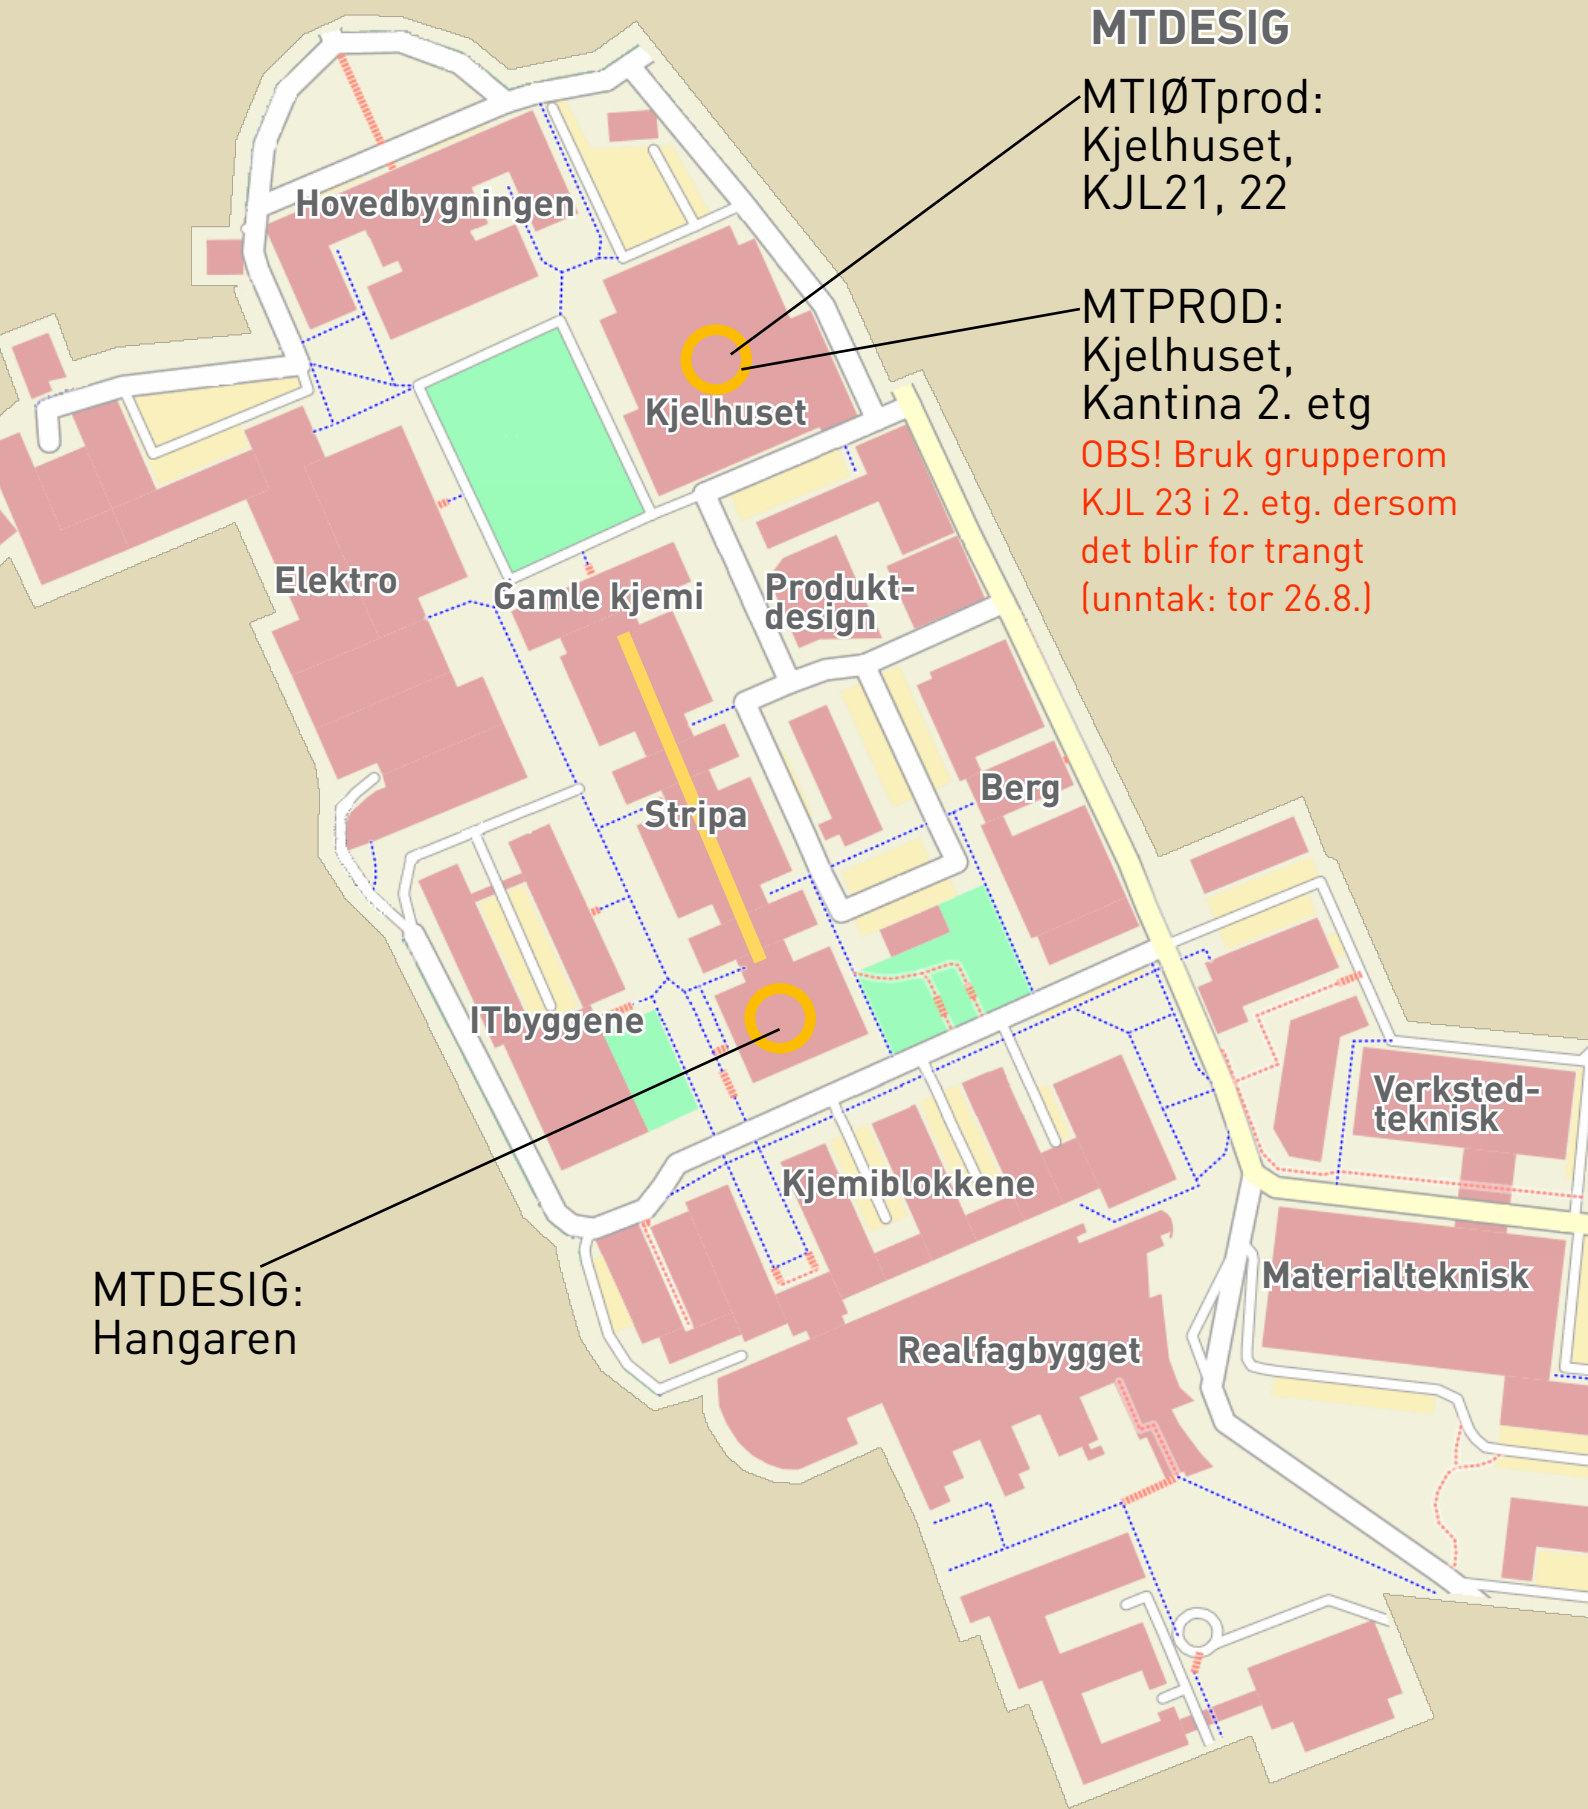 MTDESIG
MTIØTprod:
Kjelhuset,
KJL21, 22
MTPROD:
Kjelhuset,
Kantina 2. etg
OBS! Bruk grupperom
KJL 23 i 2. etg. dersom
det blir for trangt
(unntak: tor 26.8.)
Hovedbygningen
Kjelhuset
Elektro
Gamle kjemi
Produkt-
design
Stripa
Berg
ITbyggene
Verksted-
teknisk
Kjemiblokkene
Materialteknisk
Realfagbygget
MTDESIG:
Hangaren